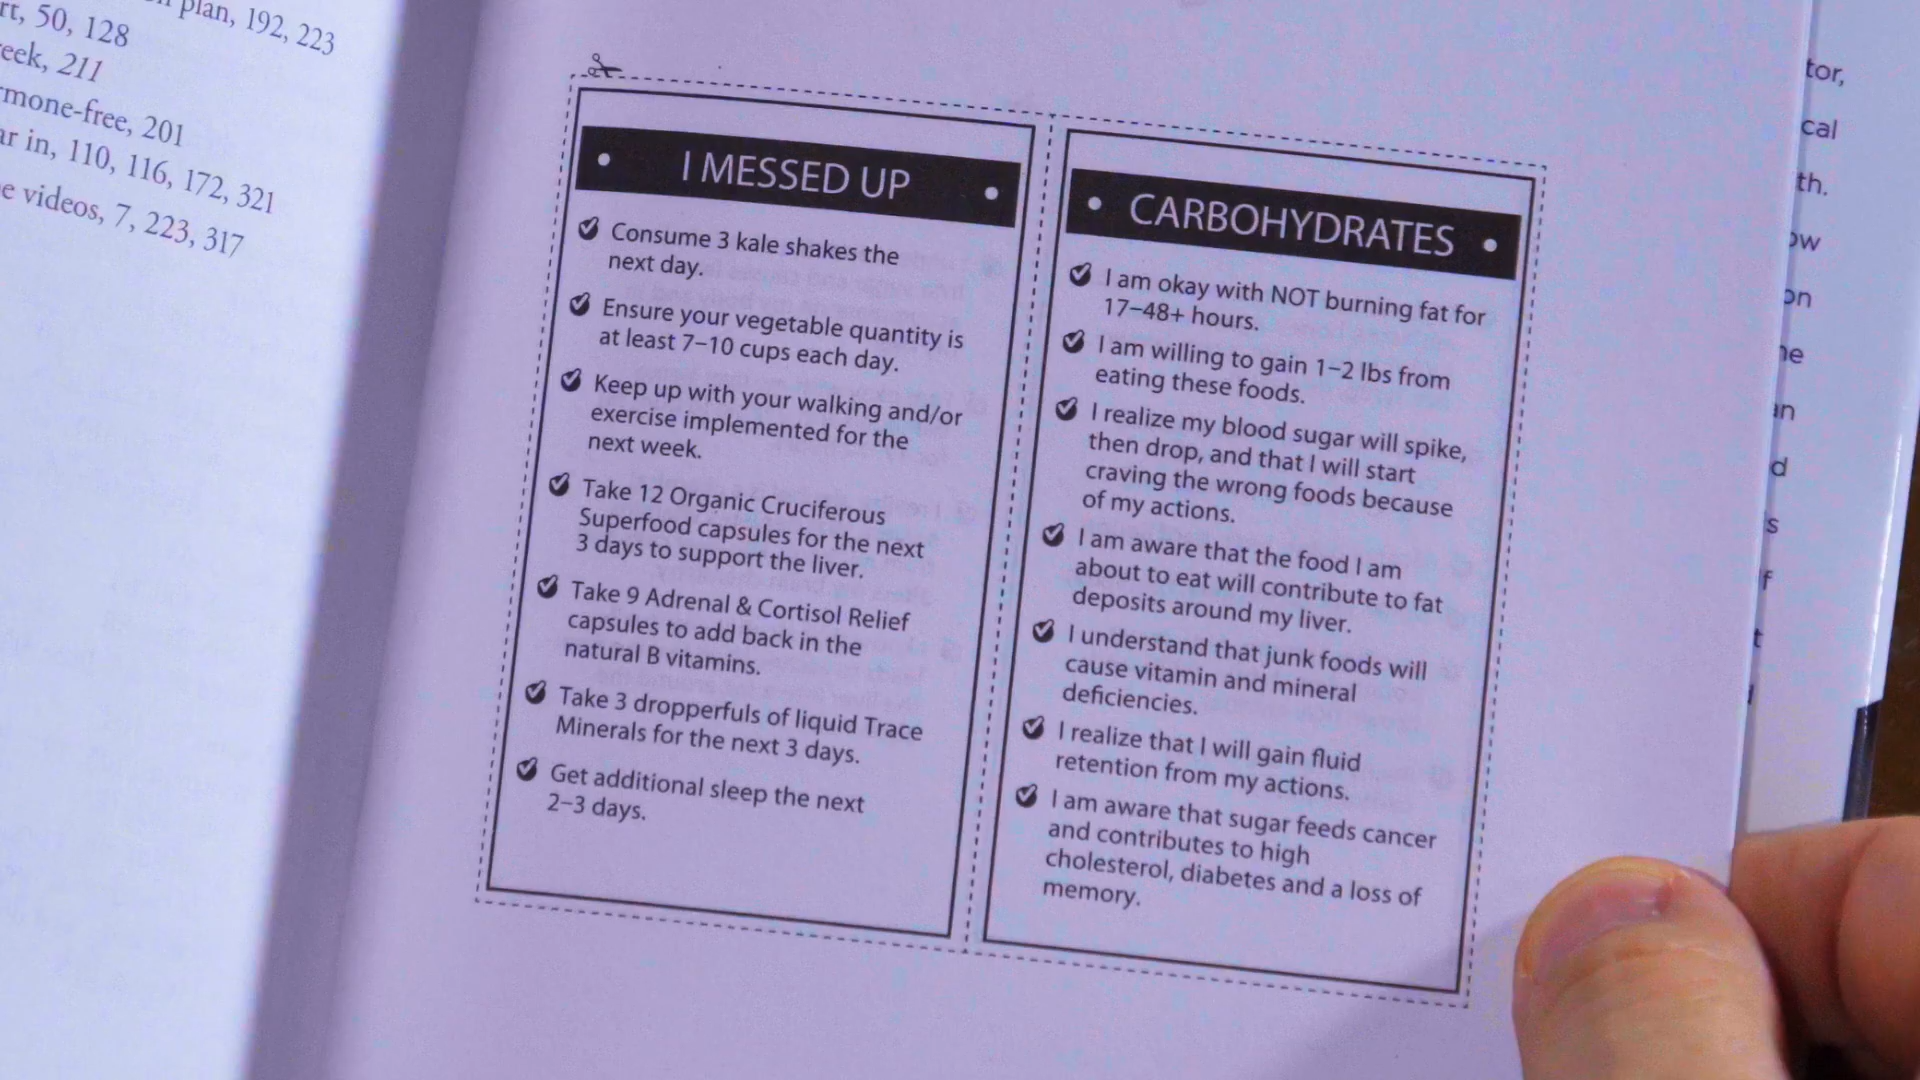 plan, 192, 223
rt, 50, 128
eek, 211
mone-free, 201
ar in, 110, 116, 172, 321
e videos, 7, 223, 317
I MESSED UP
Consume 3 kale shakes the
next day.
Ensure your vegetable quantity is
at least 7–10 cups each day.
Keep up with your walking and/or
exercise implemented for the
next week.
Take 12 Organic Cruciferous
Superfood capsules for the next
3 days to support the liver.
Take 9 Adrenal & Cortisol Relief
capsules to add back in the
natural B vitamins.
Take 3 dropperfuls of liquid Trace
Minerals for the next 3 days.
Get additional sleep the next
2–3 days.
CARBOHYDRATES
I am okay with NOT burning fat for
17–48+ hours.
I am willing to gain 1–2 lbs from
eating these foods.
I realize my blood sugar will spike,
then drop, and that I will start
craving the wrong foods because
of my actions.
I am aware that the food I am
about to eat will contribute to fat
deposits around my liver.
I understand that junk foods will
cause vitamin and mineral
deficiencies.
I realize that I will gain fluid
retention from my actions.
I am aware that sugar feeds cancer
and contributes to high
cholesterol, diabetes and a loss of
memory.
tor,
cal
th.
ow
on
ne
an
d
s
f
t